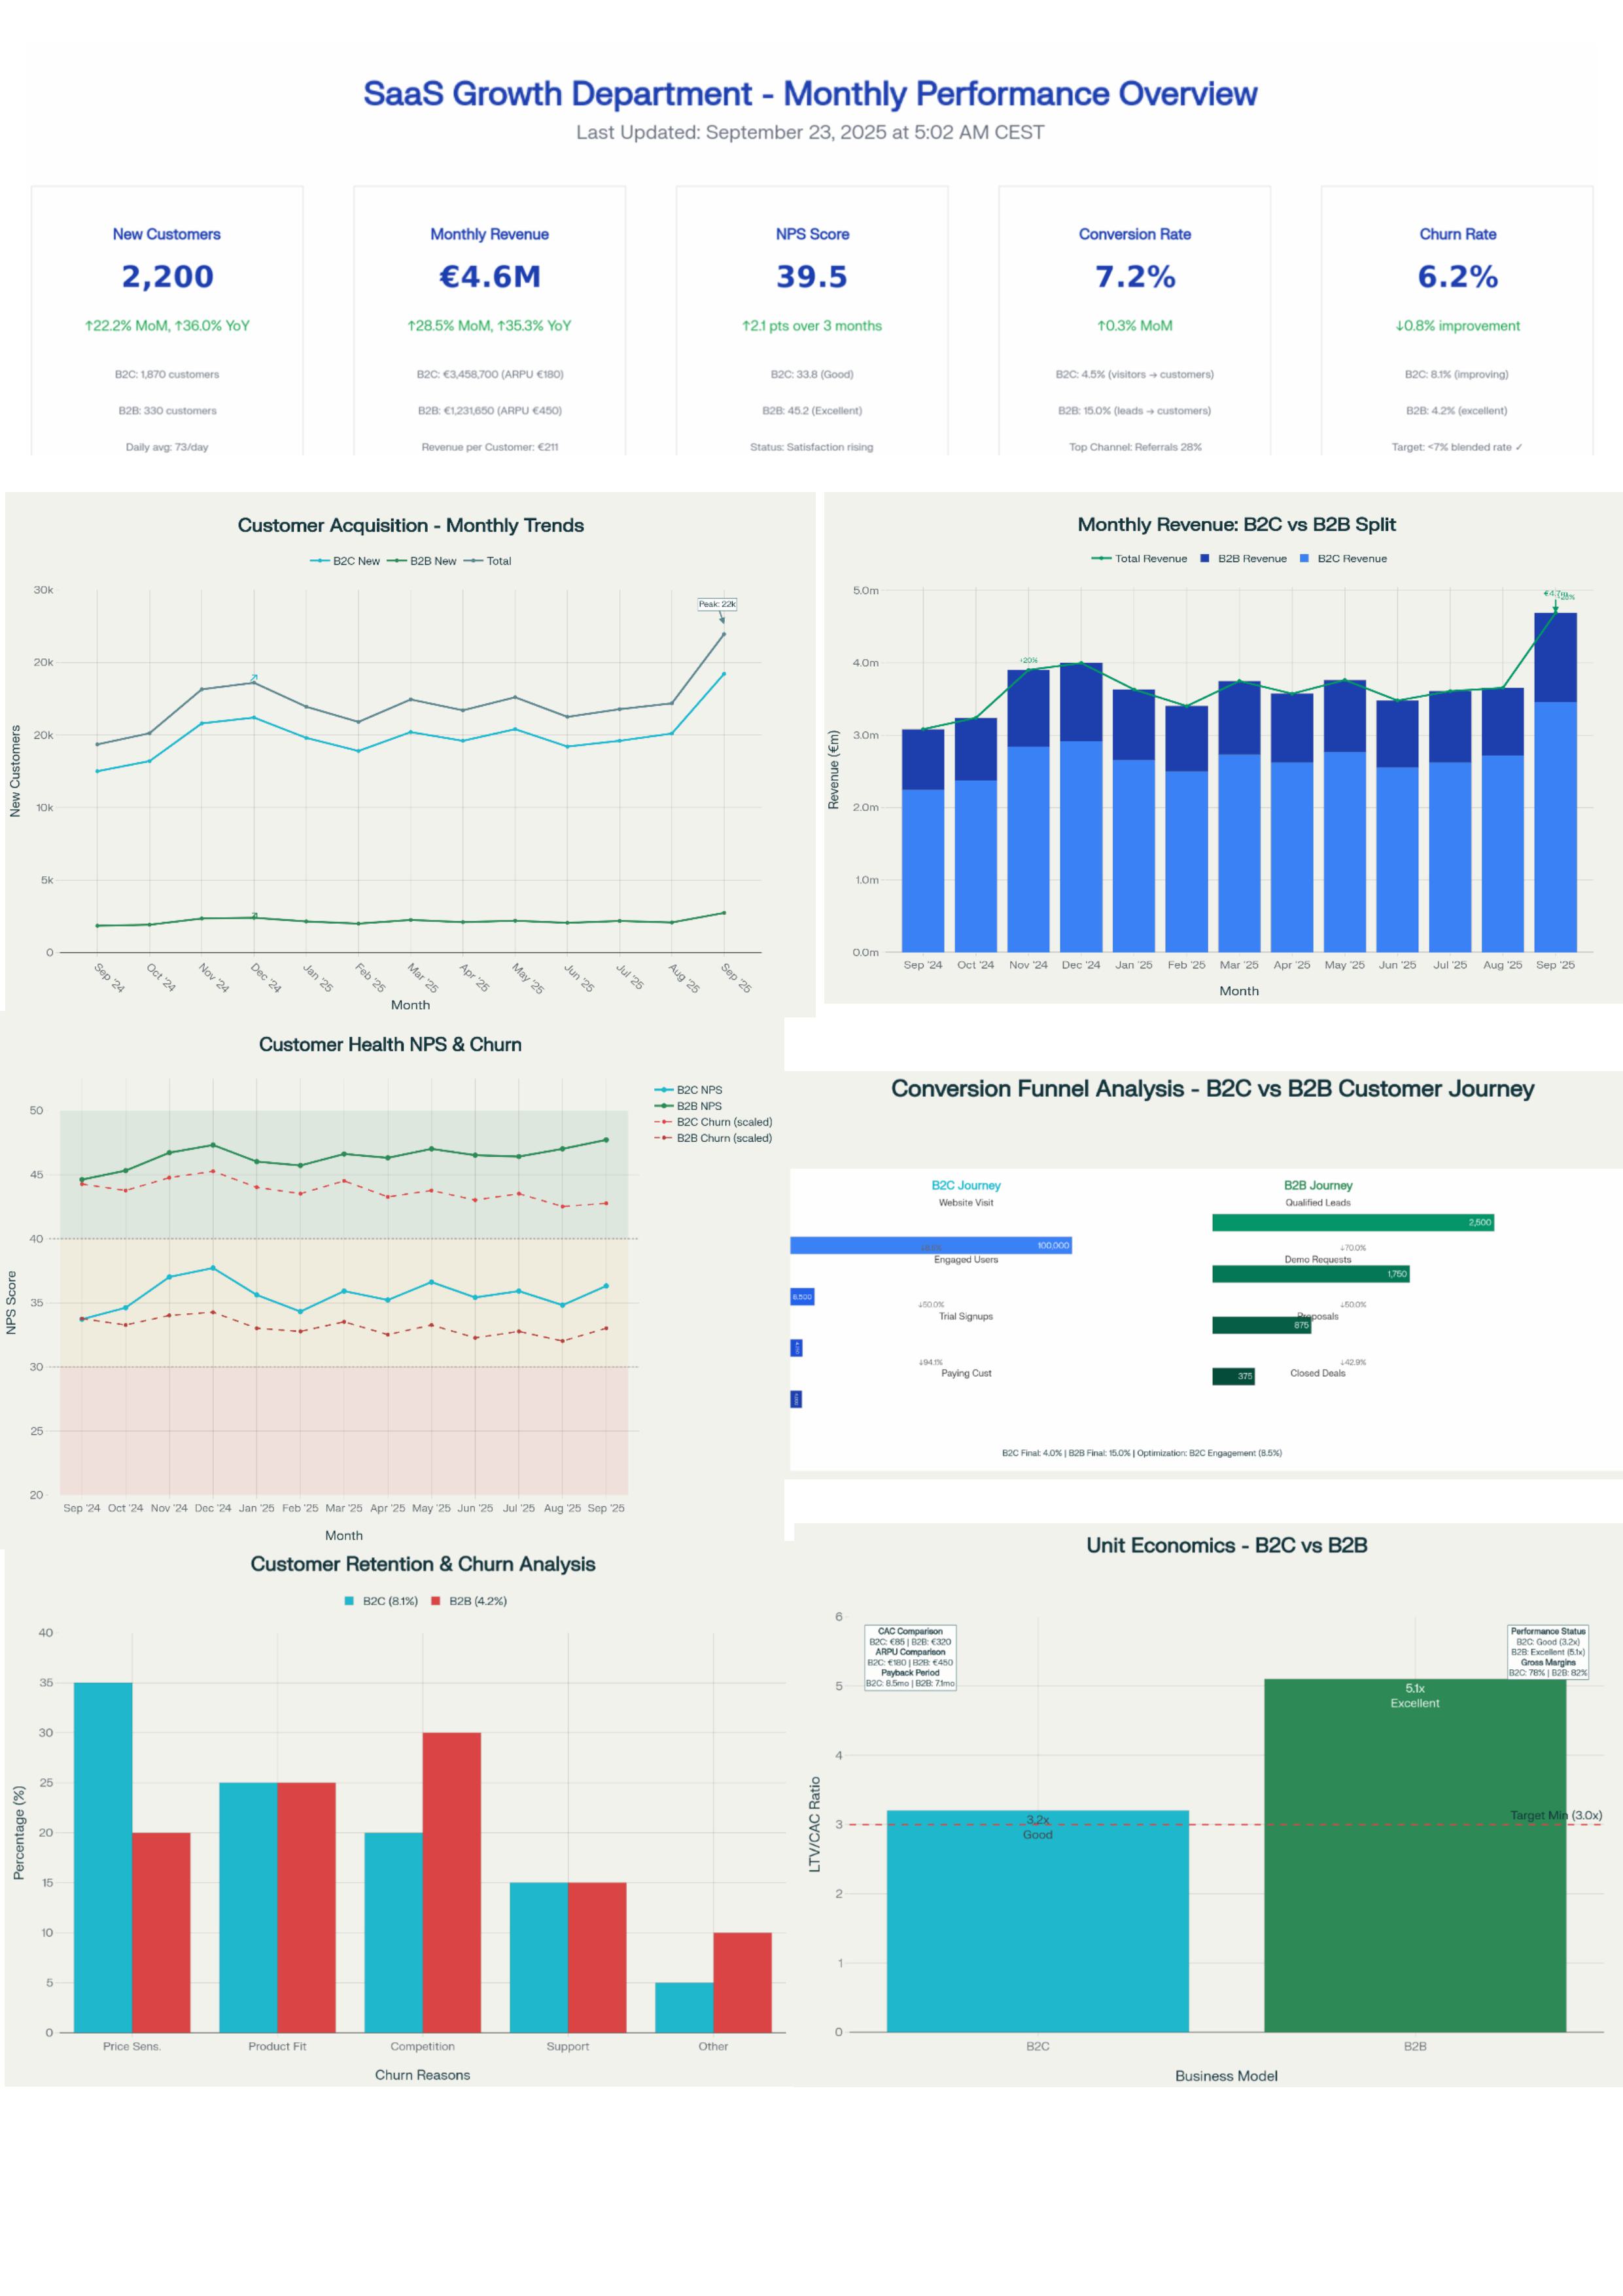 SaaS Growth Department - Monthly Performance Overview
Last Updated: September 23, 2025 at 5:02 AM CEST
New Customers
2,200
↑22.2% MoM, ↑36.0% YoY
B2C: 1,870 customers
B2B: 330 customers
Daily avg: 73/day
Monthly Revenue
€4.6M
↑28.5% MoM, ↑35.3% YoY
B2C: €3,458,700 (ARPU €180)
B2B: €1,231,650 (ARPU €450)
Revenue per Customer: €211
NPS Score
39.5
↑2.1 pts over 3 months
B2C: 33.8 (Good)
B2B: 45.2 (Excellent)
Status: Satisfaction rising
Conversion Rate
7.2%
↑0.3% MoM
B2C: 4.5% (visitors → customers)
B2B: 15.0% (leads → customers)
Top Channel: Referrals 28%
Churn Rate
6.2%
↓0.8% improvement
B2C: 8.1% (improving)
B2B: 4.2% (excellent)
Target: <7% blended rate ✓
Customer Acquisition - Monthly Trends
B2C New B2B New Total
30k
20k
20k
10k
5k
0
New Customers
Peak: 22k
Sep '24 Oct '24 Nov '24 Dec '24 Jan '25 Feb '25 Mar '25 Apr '25 May '25 Jun '25 Jul '25 Aug '25 Sep '25
Month
Monthly Revenue: B2C vs B2B Split
Total Revenue B2B Revenue B2C Revenue
5.0m
4.0m
3.0m
2.0m
1.0m
0.0m
Revenue (€m)
+20%
Sep '24 Oct '24 Nov '24 Dec '24 Jan '25 Feb '25 Mar '25 Apr '25 May '25 Jun '25 Jul '25 Aug '25 Sep '25
Month
Customer Health NPS & Churn
B2C NPS
B2B NPS
B2C Churn (scaled)
B2B Churn (scaled)
50
45
40
35
30
25
20
NPS Score
Sep '24 Oct '24 Nov '24 Dec '24 Jan '25 Feb '25 Mar '25 Apr '25 May '25 Jun '25 Jul '25 Aug '25 Sep '25
Month
Conversion Funnel Analysis - B2C vs B2B Customer Journey
B2C Journey
Website Visit
100,000
Engaged Users
8,500
↓50.0%
Trial Signups
↓94.1%
Paying Cust
B2B Journey
Qualified Leads
2,500
↓70.0%
Demo Requests
1,750
↓50.0%
Proposals
875
↓42.9%
Closed Deals
375
B2C Final: 4.0% | B2B Final: 15.0% | Optimization: B2C Engagement (8.5%)
Customer Retention & Churn Analysis
B2C (8.1%) B2B (4.2%)
40
35
30
25
20
15
10
5
0
Percentage (%)
Price Sens. Product Fit Competition Support Other
Churn Reasons
Unit Economics - B2C vs B2B
6
5
4
3
2
1
0
LTV/CAC Ratio
CAC Comparison
B2C: €85 | B2B: €320
ARPU Comparison
B2C: €180 | B2B: €450
Payback Period
B2C: 8.5mo | B2B: 7.1mo
Performance Status
B2C: Good (3.2x)
B2B: Excellent (5.1x)
Gross Margins
B2C: 78% | B2B: 82%
5.1x
Excellent
3.2x
Good
Target Min (3.0x)
B2C B2B
Business Model